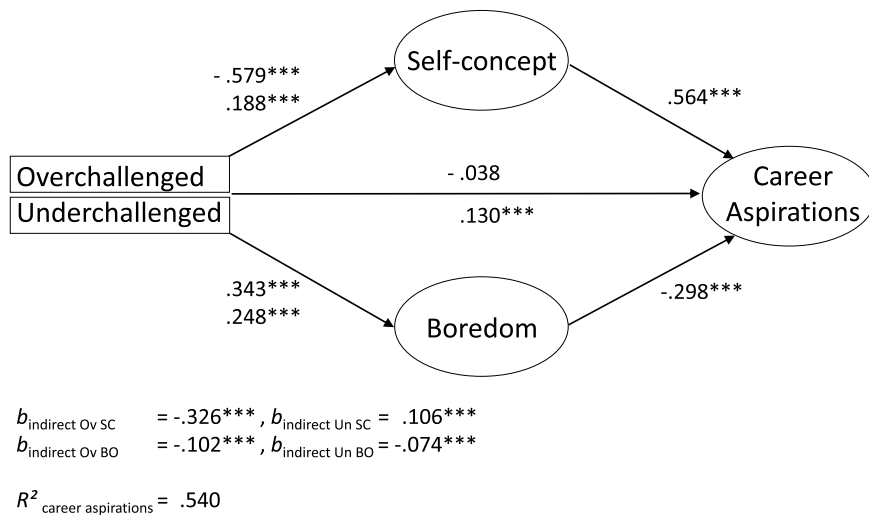 Self-concept
- .579***
.188***
.564***
Overchallenged
- .038
Career
Aspirations
Underchallenged
.130***
.343***
.248***
-.298***
Boredom
b indirect Ov SC = -.326*** , b indirect Un SC = .106***
b indirect Ov BO = -.102*** , b indirect Un BO = -.074***
R² career aspirations = .540